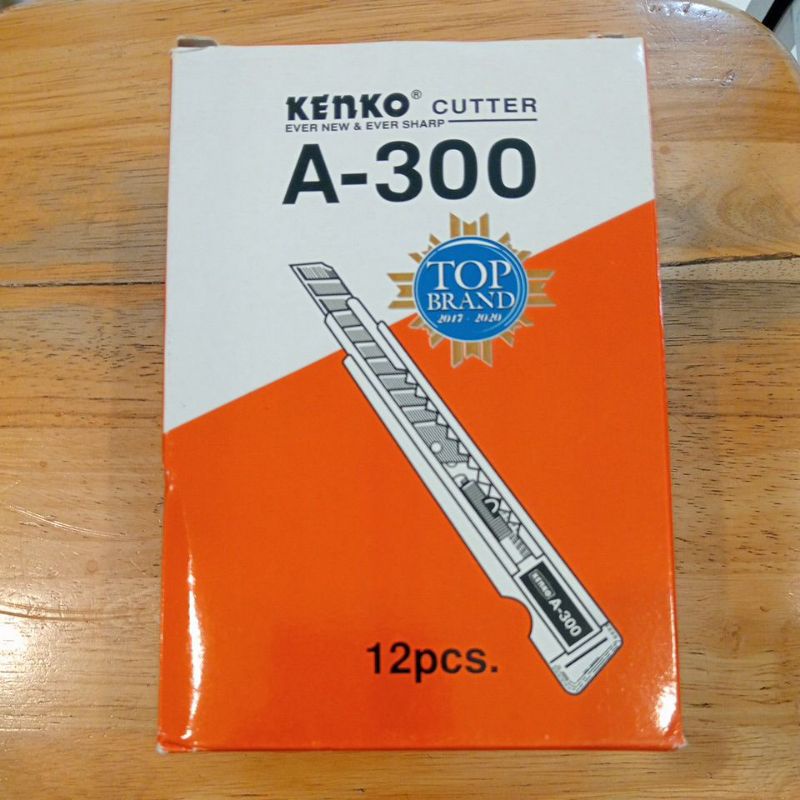 KENKO® CUTTER
EVER NEW & EVER SHARP
A-300
TOP
BRAND
2017 - 2020
KENKO
A-300
12pcs.